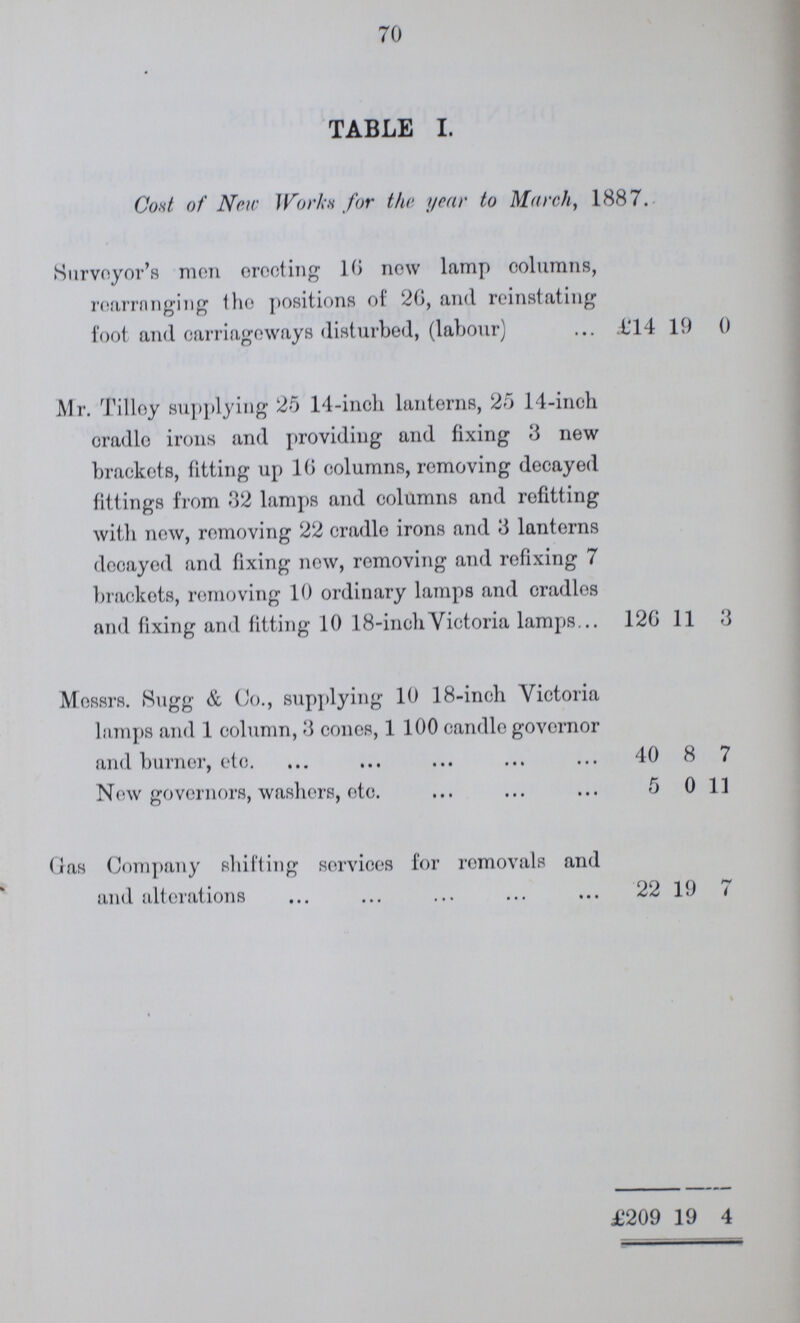 70
TABLE I.
Cost of New Works for the year to March, 1887.
Surveyor's men erecting 16 new lamp columns,
rearranging the positions of 26, and reinstating
foot and carriageways disturbed, (labour) ... £14 19 0
Mr. Tilley supplying 25 14-inch lanterns, 25 14-inch
cradle irons and providing and fixing 3 new
brackets, fitting up 16 columns, removing decayed
fittings from 32 lamps and columns and refitting
with new, removing 22 cradle irons and 3 lanterns
decayed and fixing new, removing and refixing 7
brackets, removing 10 ordinary lamps and cradles
and fixing and fitting 10 18-inch Victoria lamps... 126 11 3
Messrs. Sugg & Co., supplying 10 18-inch Victoria
lamps and 1 column, 3 cones, 1 100 candle governor
and burner, etc. ... ... ... ... ... 40 8 7
New governors, washers, etc. ... ... ... 5 0 11
Gas Company shifting services for removals and
and alterations ... ... ... ... ... 22 19 7
£209 19 4